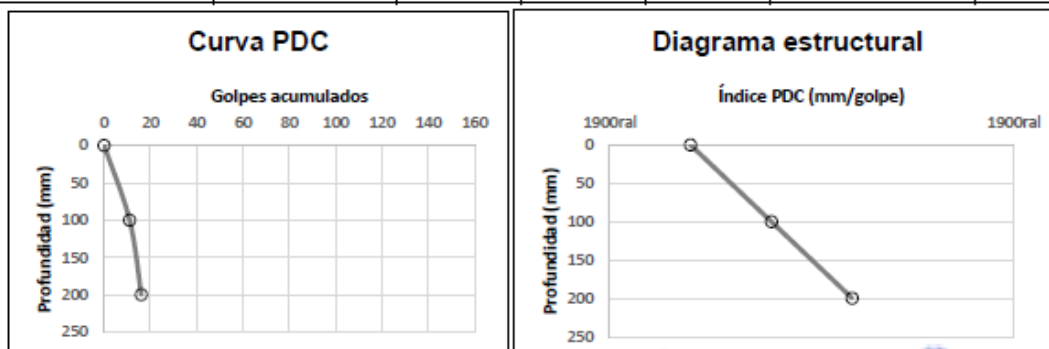 Curva PDC
Golpes acumulados
0 20 40 60 80 100 120 140 160
0
50
100
150
200
250
Profundidad (mm)
Diagrama estructural
Índice PDC (mm/golpe)
1900ral 1900ral
0
50
100
150
200
250
Profundidad (mm)